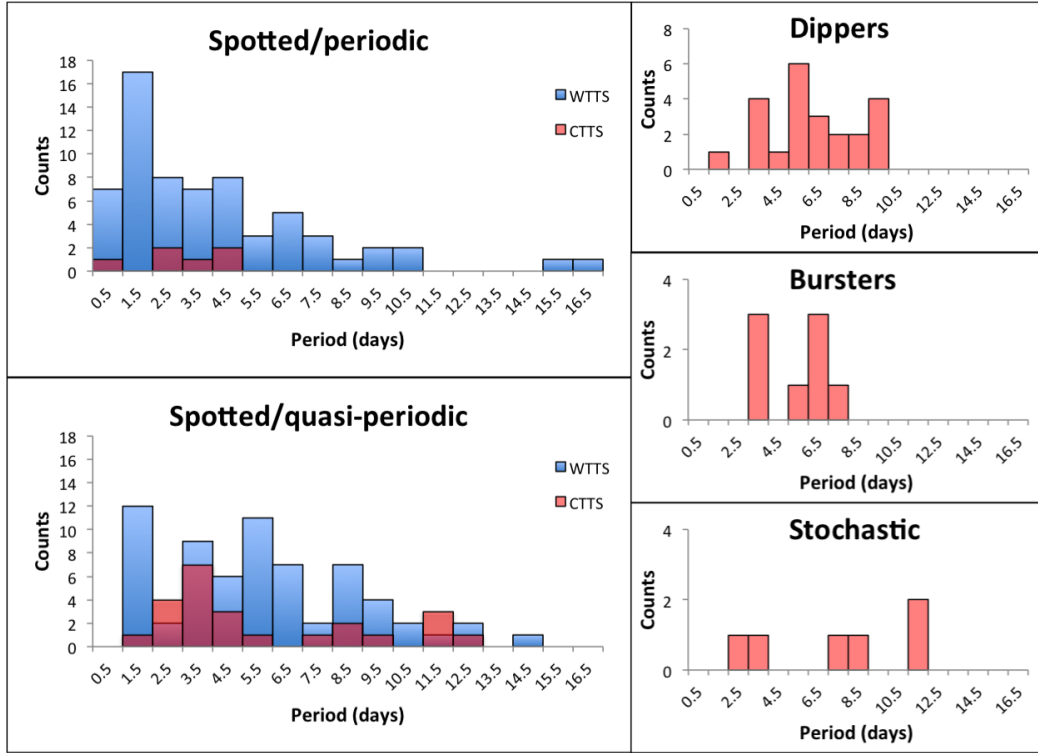 Spotted/periodic
18
16
14
12
10
8
6
4
2
0
Counts
WTTS
CTTS
0.5 1.5 2.5 3.5 4.5 5.5 6.5 7.5 8.5 9.5 10.5 11.5 12.5 13.5 14.5 15.5 16.5
Period (days)
Spotted/quasi-periodic
18
16
14
12
10
8
6
4
2
0
Counts
WTTS
CTTS
0.5 1.5 2.5 3.5 4.5 5.5 6.5 7.5 8.5 9.5 10.5 11.5 12.5 13.5 14.5 15.5 16.5
Period (days)
Dippers
8
6
4
2
0
Counts
0.5 2.5 4.5 6.5 8.5 10.5 12.5 14.5 16.5
Period (days)
Bursters
4
2
0
Counts
0.5 2.5 4.5 6.5 8.5 10.5 12.5 14.5 16.5
Period (days)
Stochastic
4
2
0
Counts
0.5 2.5 4.5 6.5 8.5 10.5 12.5 14.5 16.5
Period (days)